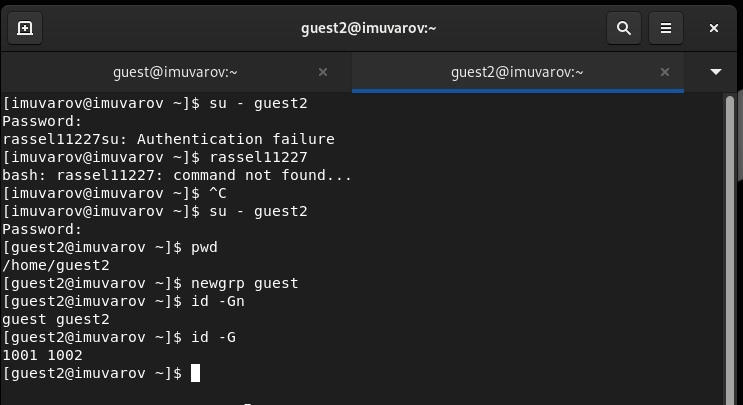 guest2@imuvarov:~
guest@imuvarov:~
guest2@imuvarov:~
[imuvarov@imuvarov ~]$ su - guest2
Password:
rassel11227su: Authentication failure
[imuvarov@imuvarov ~]$ rassel11227
bash: rassel11227: command not found...
[imuvarov@imuvarov ~]$ ^C
[imuvarov@imuvarov ~]$ su - guest2
Password:
[guest2@imuvarov ~]$ pwd
/home/guest2
[guest2@imuvarov ~]$ newgrp guest
[guest2@imuvarov ~]$ id -Gn
guest guest2
[guest2@imuvarov ~]$ id -G
1001 1002
[guest2@imuvarov ~]$